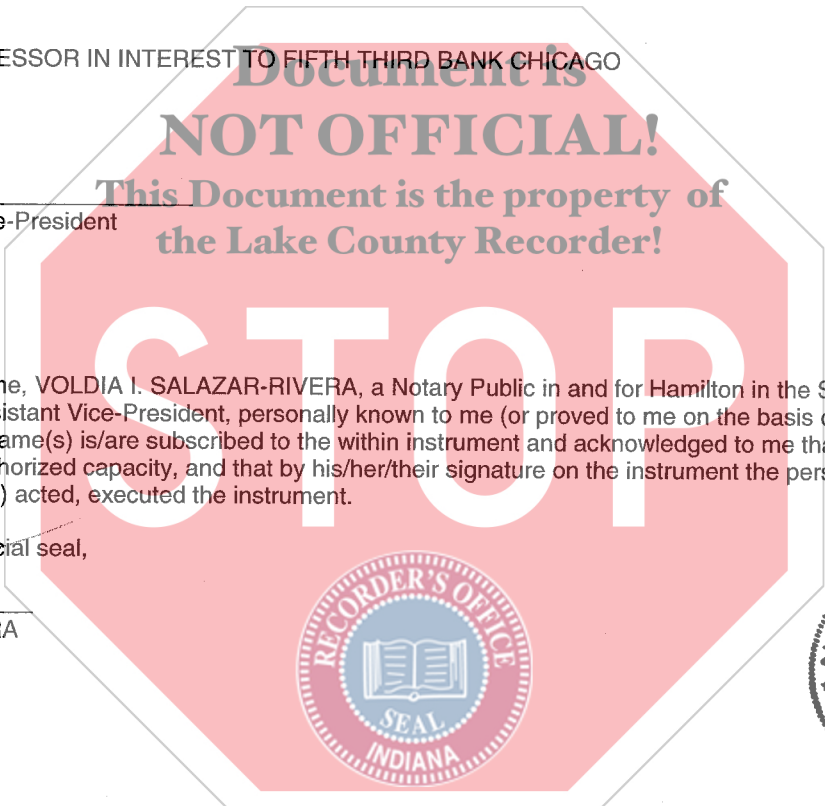 ESSOR IN INTEREST TO FIFTH THIRD BANK CHICAGO
Document is
NOT OFFICIAL!
This Document is the property of
e-President
the Lake County Recorder!
STOP
ne, VOLDIA I. SALAZAR-RIVERA, a Notary Public in and for Hamilton in the S
sistant Vice-President, personally known to me (or proved to me on the basis o
ame(s) is/are subscribed to the within instrument and acknowledged to me tha
horized capacity, and that by his/her/their signature on the instrument the pers
) acted, executed the instrument.
cial seal,
RA
RECORDER'S OFFICE
SEAL
INDIANA